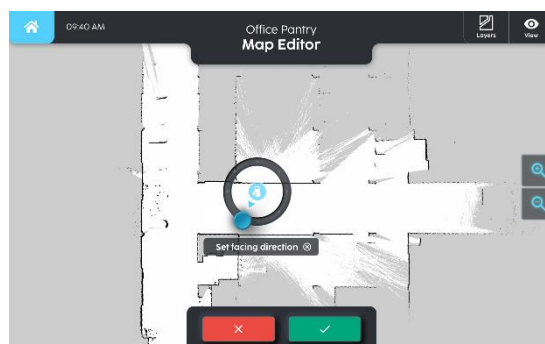 09:40 AM
Office Pantry
Map Editor
Layers
View
Set facing direction